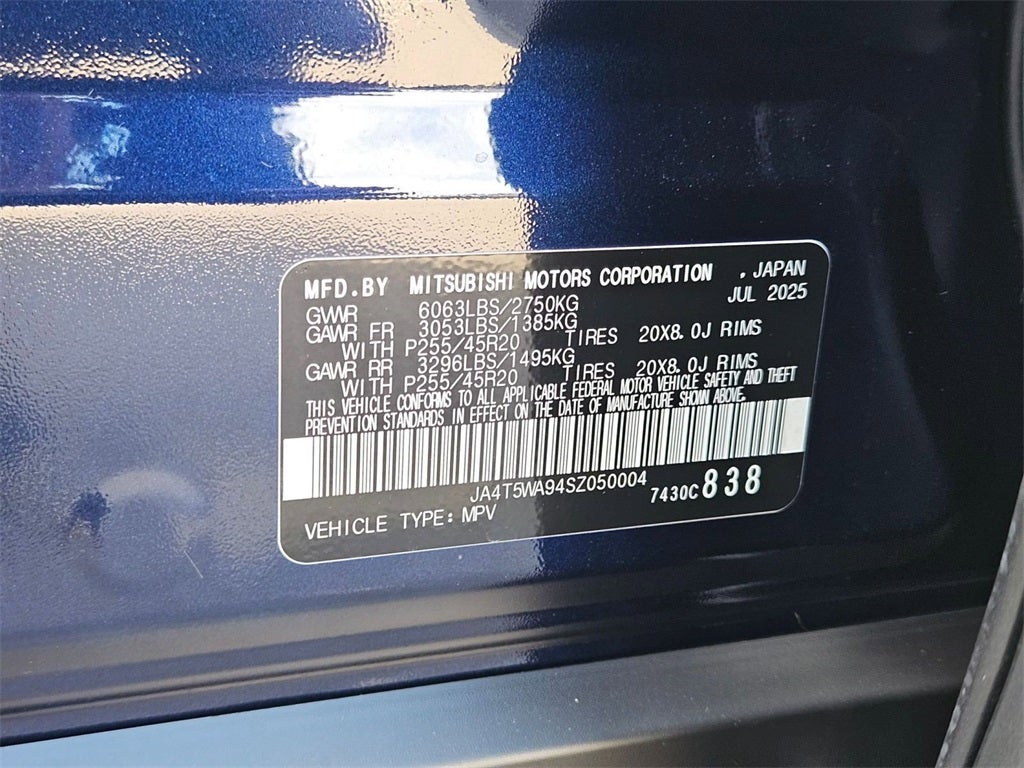 MFD.BY MITSUBISHI MOTORS CORPORATION , JAPAN
JUL 2025
GVWR 6063LBS/2750KG
GAWR FR 3053LBS/1385KG
WITH P255/45R20 TIRES 20X8.0J RIMS
GAWR RR 3296LBS/1495KG
WITH P255/45R20 TIRES 20X8.0J RIMS
THIS VEHICLE CONFORMS TO ALL APPLICABLE FEDERAL MOTOR VEHICLE SAFETY AND THEFT
PREVENTION STANDARDS IN EFFECT ON THE DATE OF MANUFACTURE SHOWN ABOVE.
JA4T5WA94SZ050004 7430C 838
VEHICLE TYPE: MPV